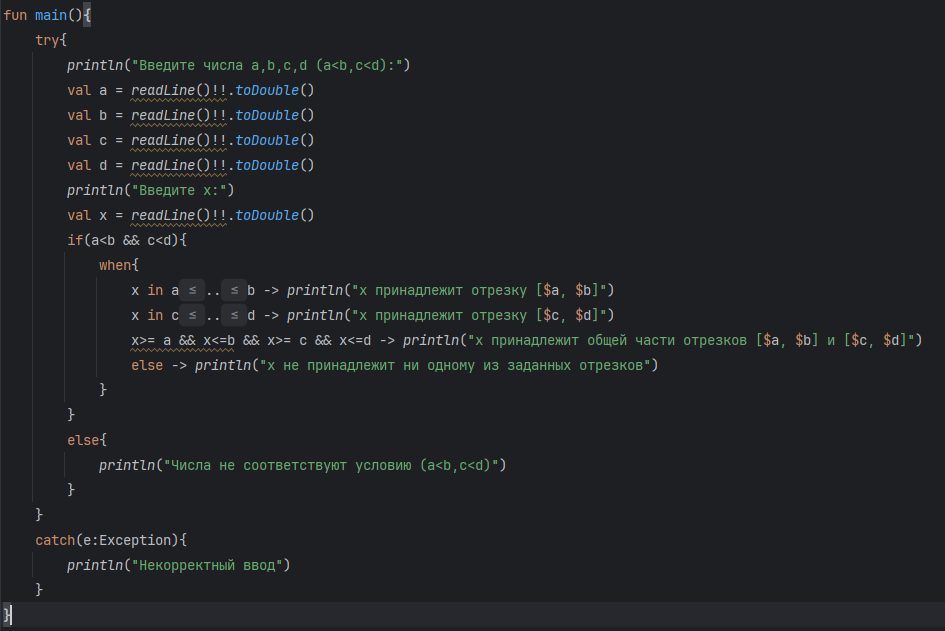 fun main(){
    try{
        println("Введите числа a,b,c,d (a<b,c<d):")
        val a = readLine()!!.toDouble()
        val b = readLine()!!.toDouble()
        val c = readLine()!!.toDouble()
        val d = readLine()!!.toDouble()
        println("Введите x:")
        val x = readLine()!!.toDouble()
        if(a<b && c<d){
            when{
                x in a ≤ .. ≤ b -> println("x принадлежит отрезку [$a, $b]")
                x in c ≤ .. ≤ d -> println("x принадлежит отрезку [$c, $d]")
                x>= a && x<=b && x>= c && x<=d -> println("x принадлежит общей части отрезков [$a, $b] и [$c, $d]")
                else -> println("x не принадлежит ни одному из заданных отрезков")
            }
        }
        else{
            println("Числа не соответствуют условию (a<b,c<d)")
        }
    }
    catch(e:Exception){
        println("Некорректный ввод")
    }
}